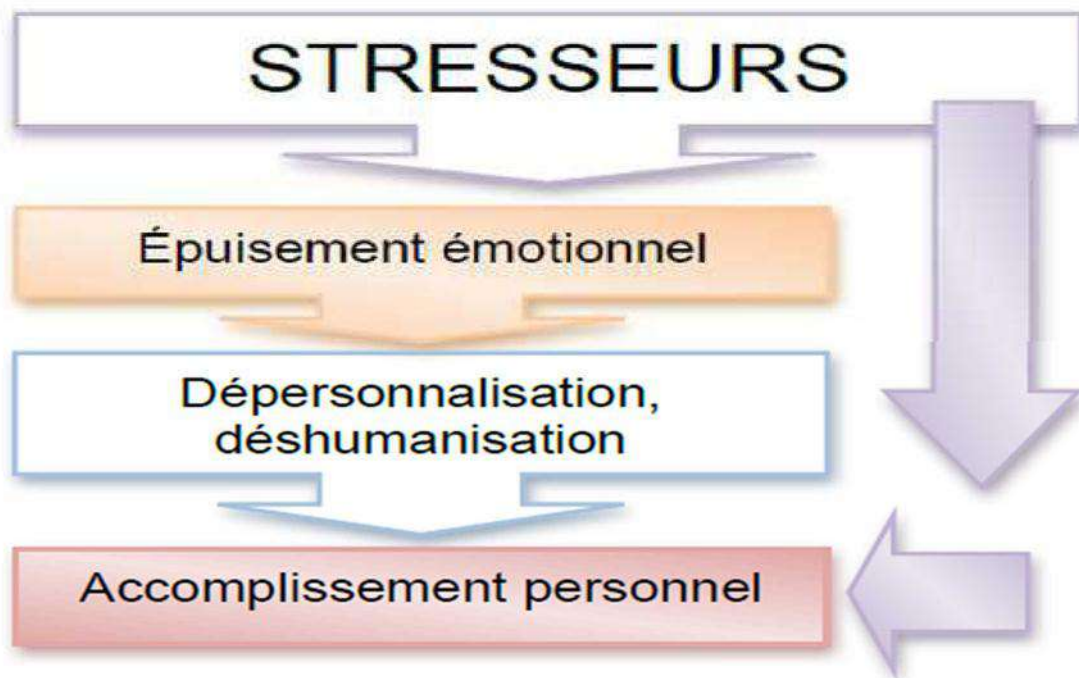 STRESSEURS
Épuisement émotionnel
Dépersonnalisation,
déshumanisation
Accomplissement personnel